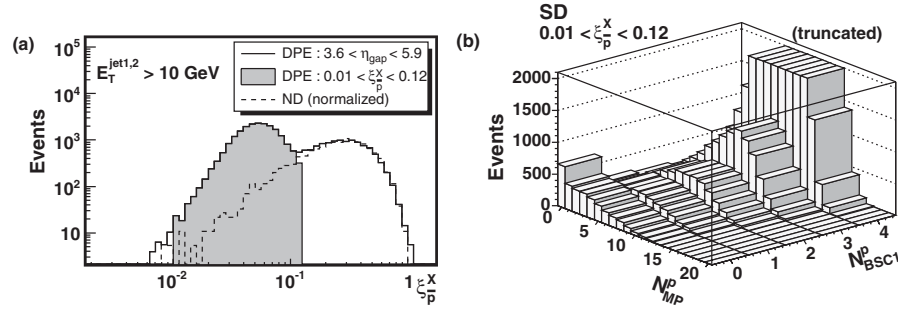 (a)
E_T^{jet1,2} > 10 GeV
DPE : 3.6 < η_gap < 5.9
DPE : 0.01 < ξ_p̄^X < 0.12
ND (normalized)
Events
10^5
10^4
10^3
10^2
10
10^-2
10^-1
1
ξ_p̄^X
(b)
SD
0.01 < ξ_p̄^X < 0.12
(truncated)
Events
2000
1500
1000
500
0
0
5
10
15
20
N_MP^p
0
1
2
3
4
N_BSC1^p